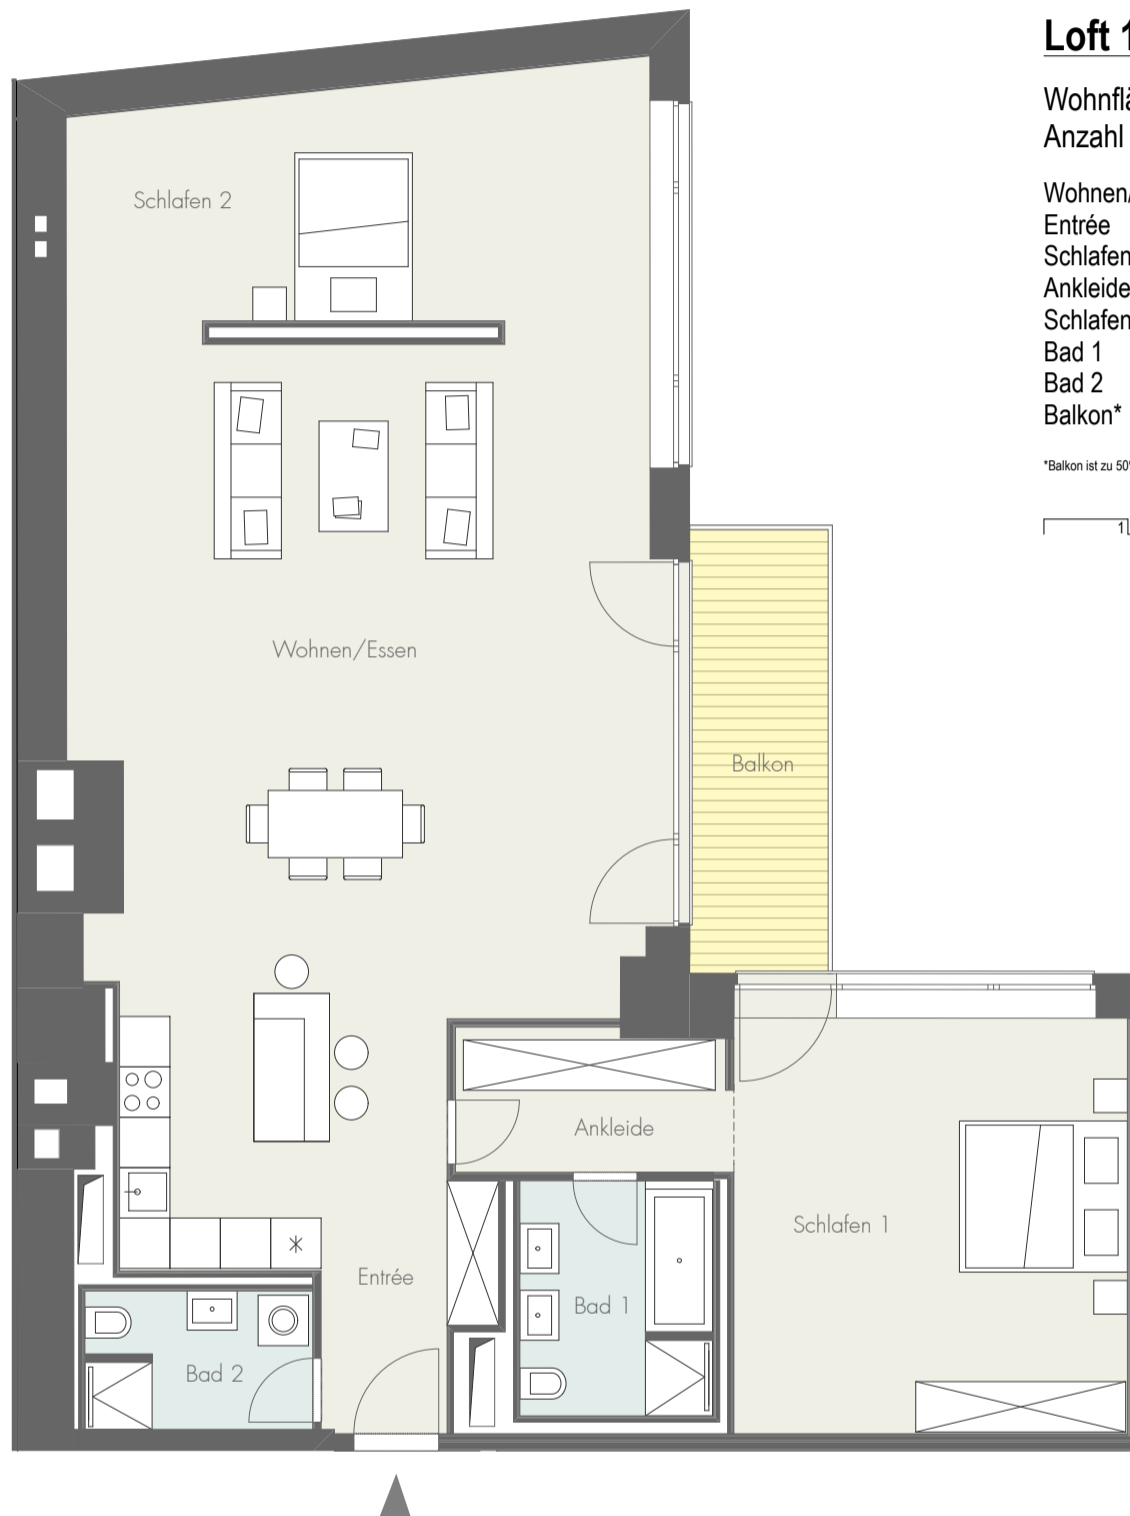 Loft 1
Wohnflä
Anzahl
Wohnen/
Entrée
Schlafen
Ankleide
Schlafen
Bad 1
Bad 2
Balkon*
*Balkon ist zu 50%
1
Schlafen 2
Wohnen/Essen
Balkon
Ankleide
Schlafen 1
Entrée
Bad 1
Bad 2